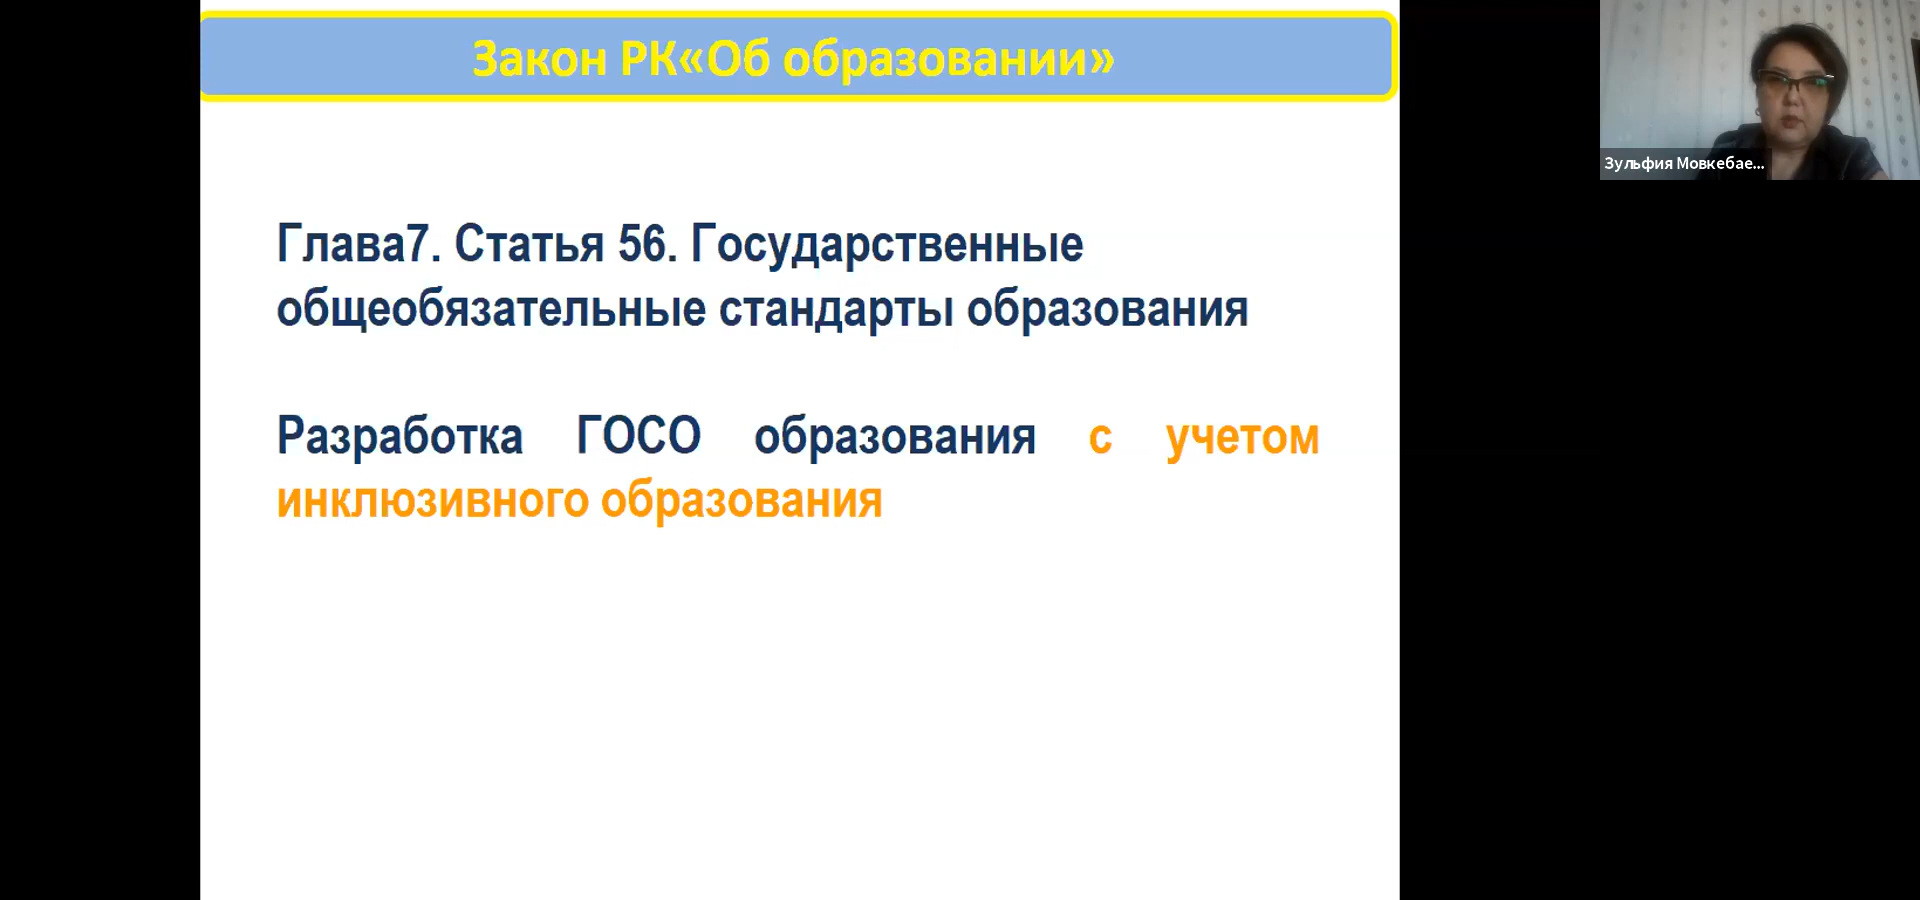 Закон РК«Об образовании»
Зульфия Мовкебае...
Глава7. Статья 56. Государственные
общеобязательные стандарты образования
Разработка ГОСО образования с учетом
инклюзивного образования